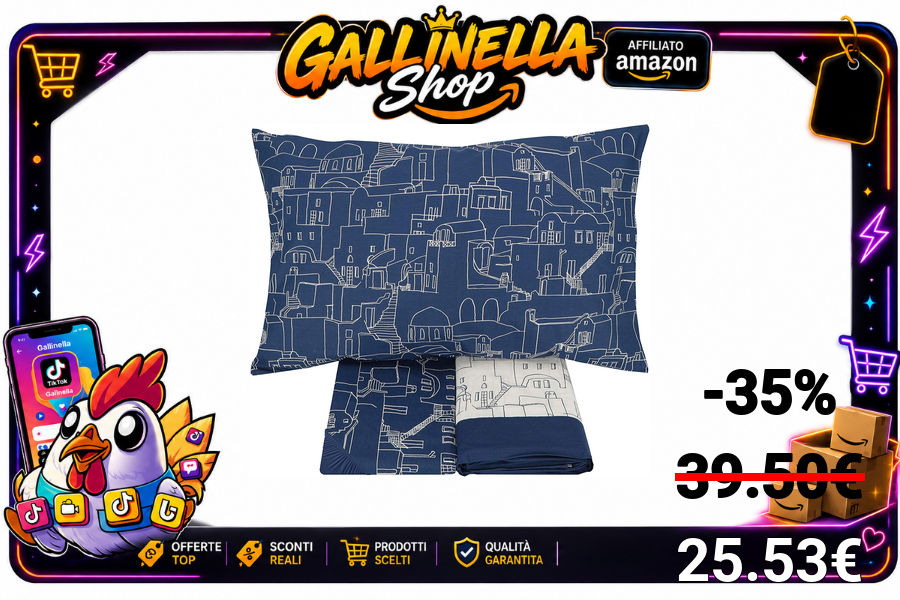 GALLINELLA
Shop
AFFILIATO
amazon
Gallinella
TikTok
Gallinella
-35%
39.50€
25.53€
OFFERTE
TOP
SCONTI
REALI
PRODOTTI
SCELTI
QUALITÀ
GARANTITA